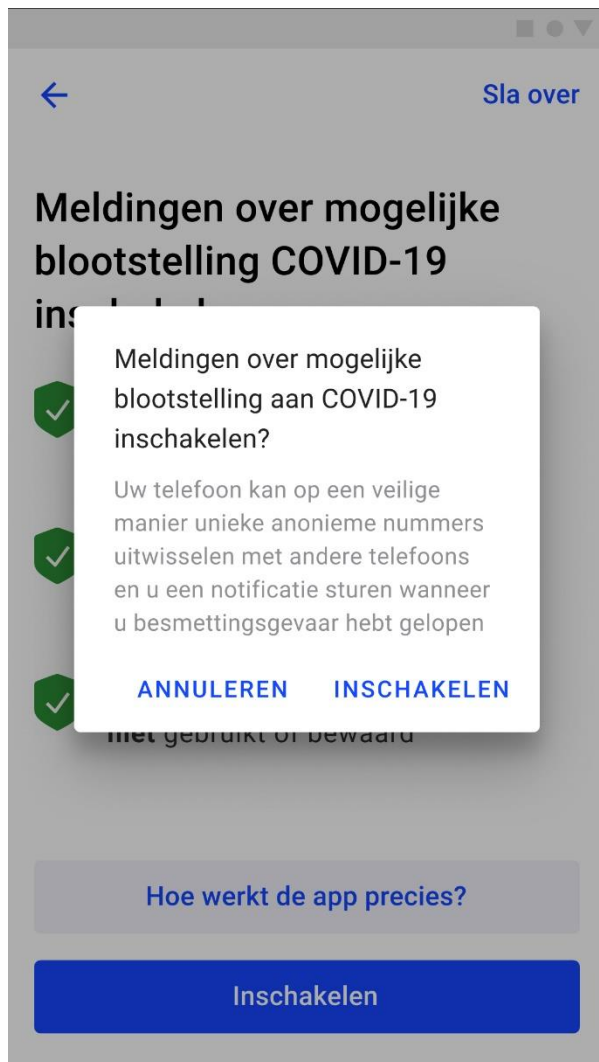 Sla over
Meldingen over mogelijke
blootstelling COVID-19
Meldingen over mogelijke
blootstelling aan COVID-19
inschakelen?
Uw telefoon kan op een veilige
manier unieke anonieme nummers
uitwisselen met andere telefoons
en u een notificatie sturen wanneer
u besmettingsgevaar hebt gelopen
ANNULEREN INSCHAKELEN
niet gebruikt of bewaard
Hoe werkt de app precies?
Inschakelen